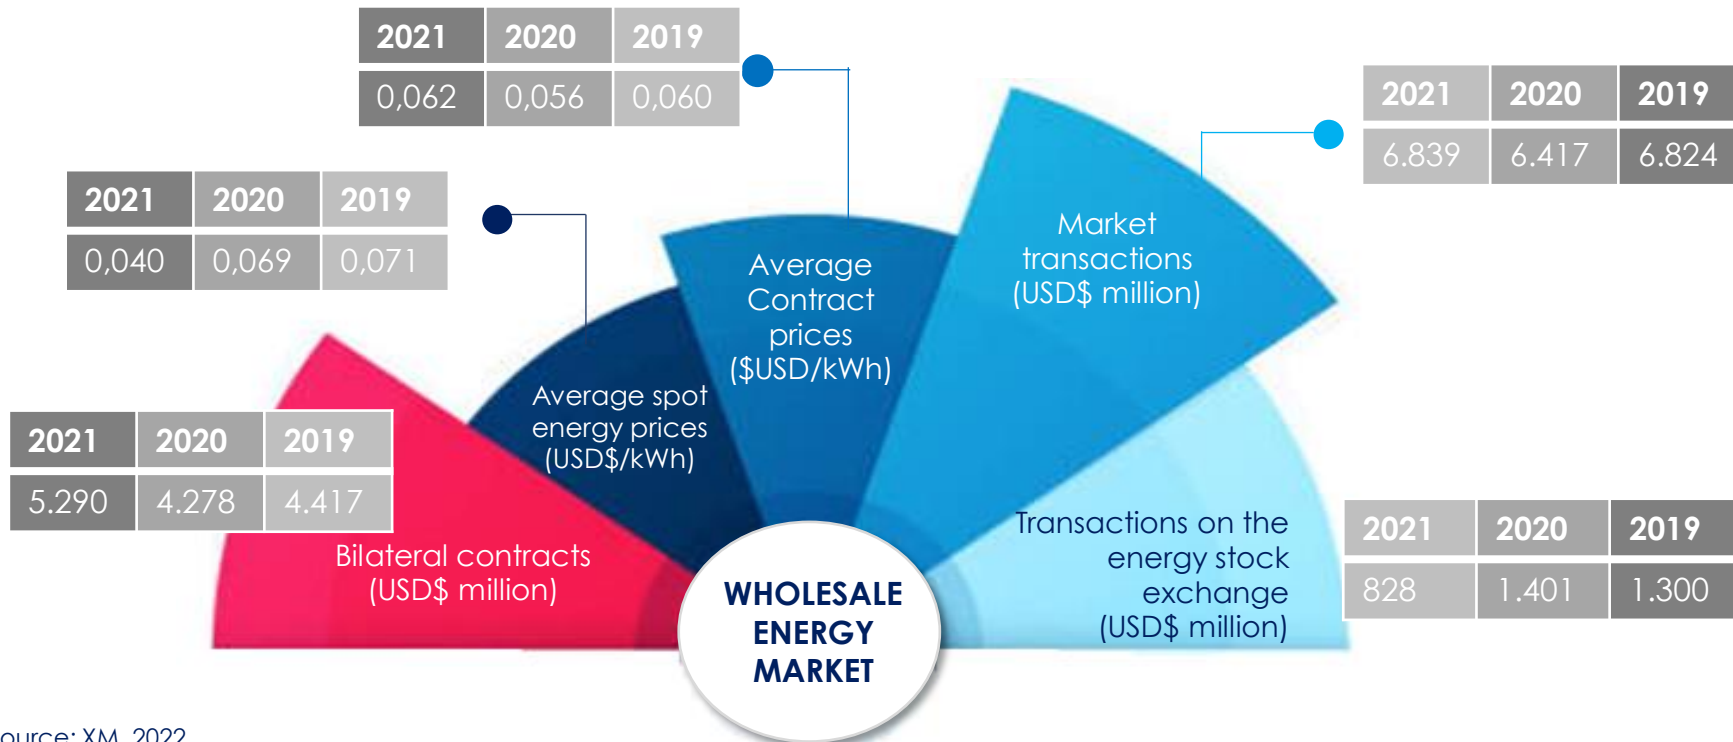 2021 2020 2019
0,062 0,056 0,060
2021 2020 2019
6.839 6.417 6.824
2021 2020 2019
0,040 0,069 0,071
Market
transactions
(USD$ million)
Average
Contract
prices
($USD/kWh)
Average spot
energy prices
(USD$/kWh)
2021 2020 2019
5.290 4.278 4.417
Bilateral contracts
(USD$ million)
Transactions on the
energy stock
exchange
(USD$ million)
2021 2020 2019
828 1.401 1.300
WHOLESALE
ENERGY
MARKET
ource: XM, 2022